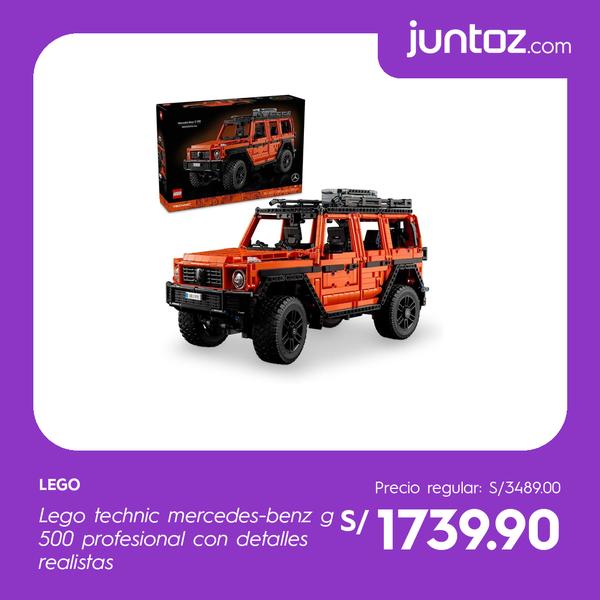 juntoz.com
LEGO
Lego technic mercedes-benz g
500 profesional con detalles
realistas
Precio regular: S/3489.00
S/1739.90